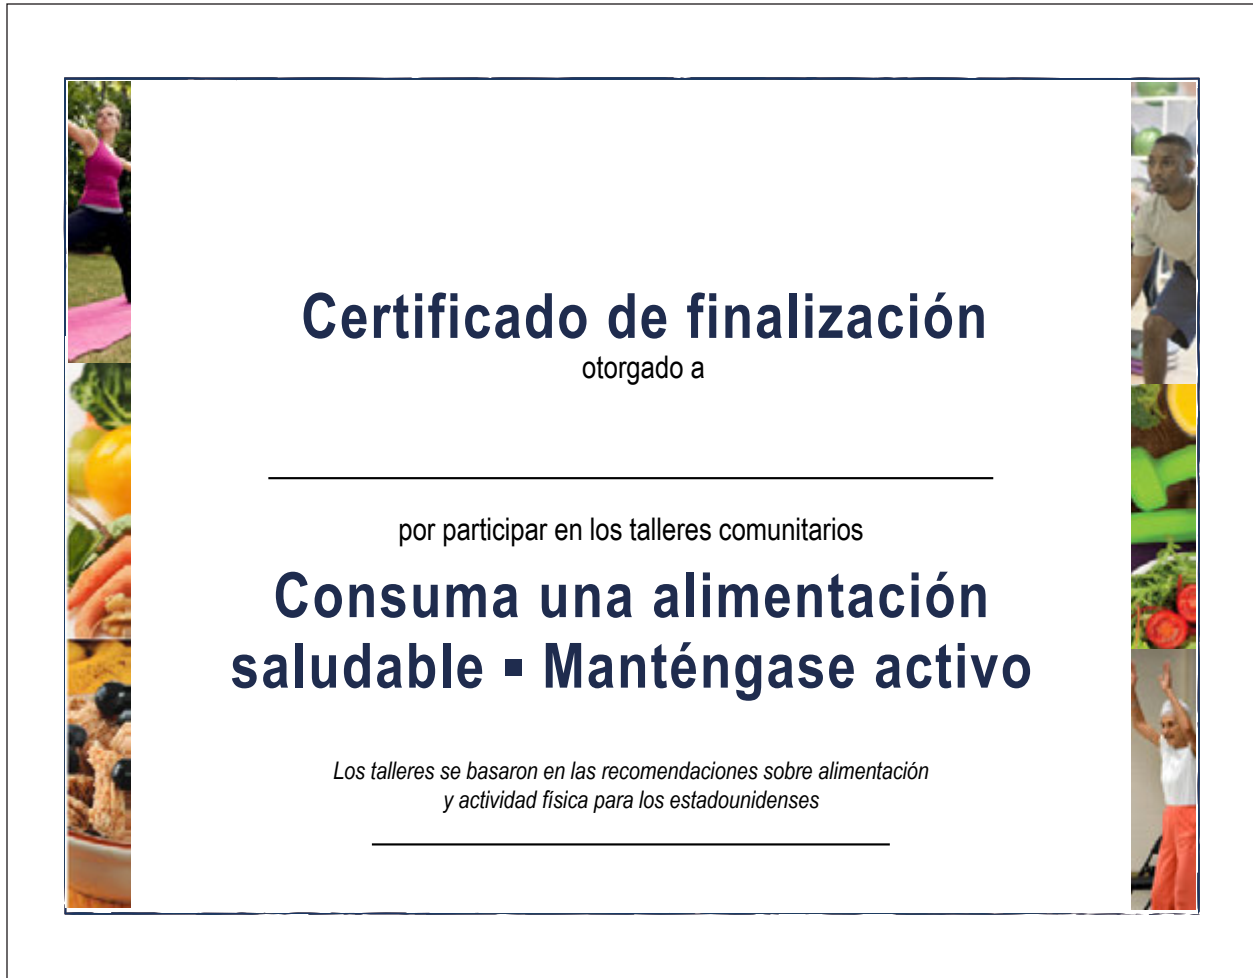 Certificado de finalización
otorgado a
por participar en los talleres comunitarios
Consuma una alimentación
saludable ▪ Manténgase activo
Los talleres se basaron en las recomendaciones sobre alimentación
y actividad física para los estadounidenses